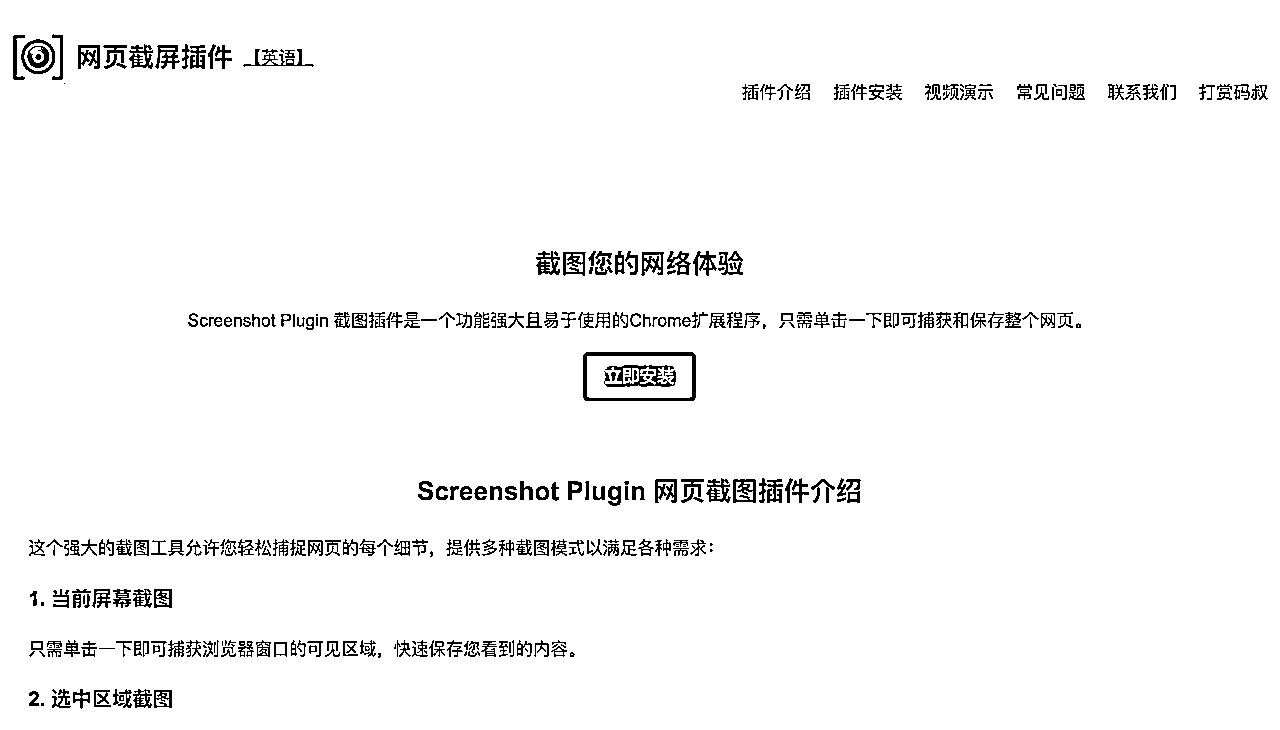 网页截屏插件 【英语】
插件介绍 插件安装 视频演示 常见问题 联系我们 打赏码叔
截图您的网络体验
Screenshot Plugin 截图插件是一个功能强大且易于使用的Chrome扩展程序，只需单击一下即可捕获和保存整个网页。
立即安装
Screenshot Plugin 网页截图插件介绍
这个强大的截图工具允许您轻松捕捉网页的每个细节，提供多种截图模式以满足各种需求：
1. 当前屏幕截图
只需单击一下即可捕获浏览器窗口的可见区域，快速保存您看到的内容。
2. 选中区域截图